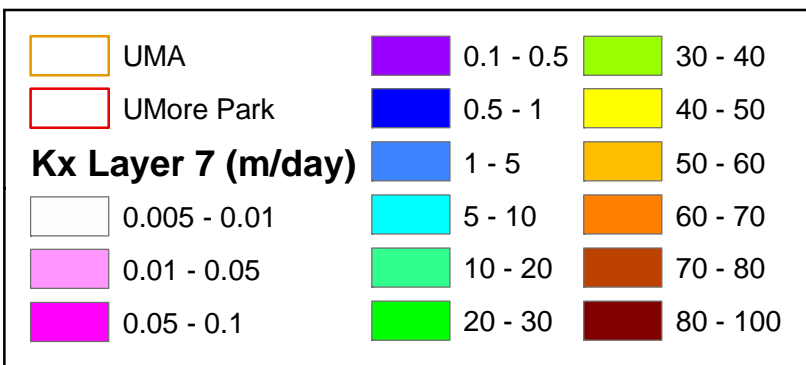 UMA
UMore Park
Kx Layer 7 (m/day)
0.005 - 0.01
0.01 - 0.05
0.05 - 0.1
0.1 - 0.5
0.5 - 1
1 - 5
5 - 10
10 - 20
20 - 30
30 - 40
40 - 50
50 - 60
60 - 70
70 - 80
80 - 100